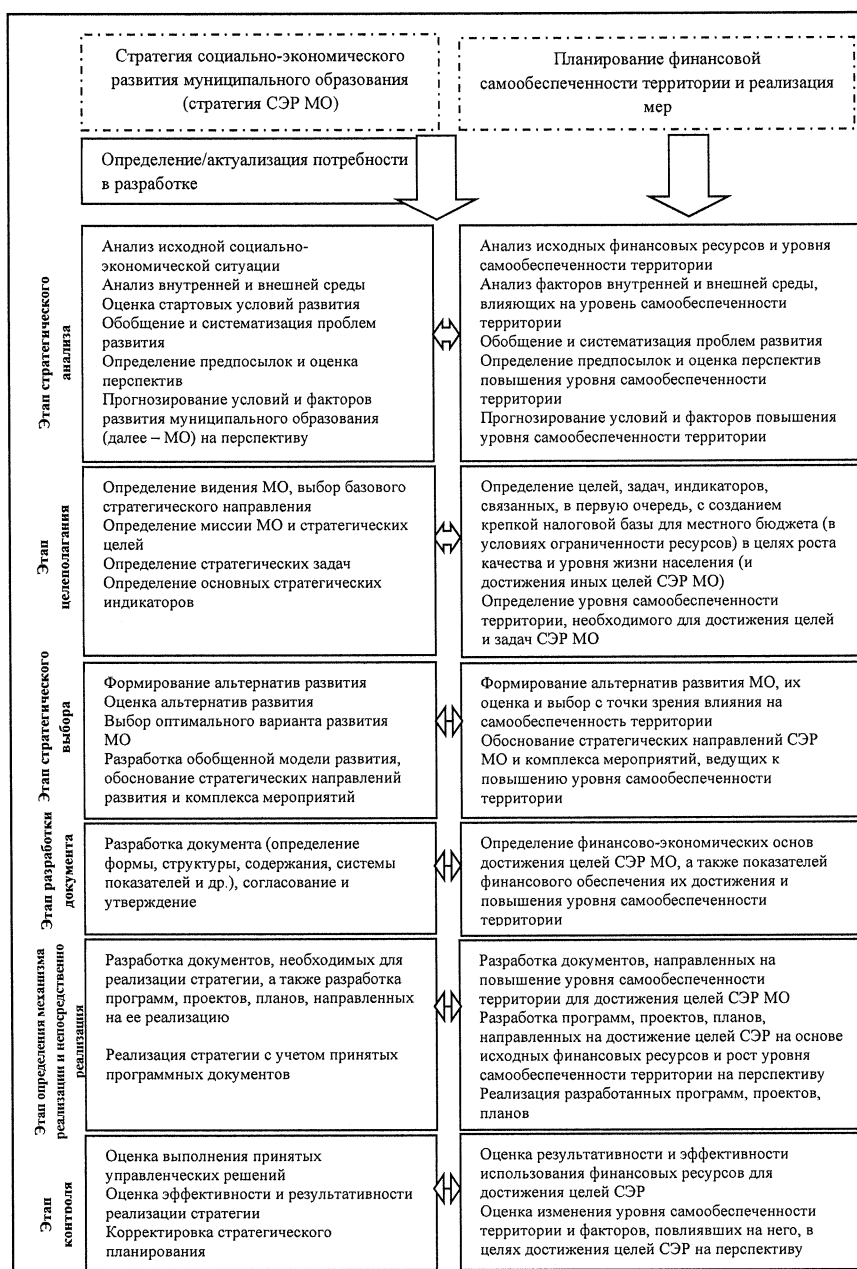 Стратегия социально-экономического
развития муниципального образования
(стратегия СЭР МО)
Планирование финансовой
самообеспеченности территории и реализация
мер
Определение/актуализация потребности
в разработке
Этап стратегического
анализа
Анализ исходной социально-
экономической ситуации
Анализ внутренней и внешней среды
Оценка стартовых условий развития
Обобщение и систематизация проблем
развития
Определение предпосылок и оценка
перспектив
Прогнозирование условий и факторов
развития муниципального образования
(далее – МО) на перспективу
Анализ исходных финансовых ресурсов и уровня
самообеспеченности территории
Анализ факторов внутренней и внешней среды,
влияющих на уровень самообеспеченности
территории
Обобщение и систематизация проблем развития
Определение предпосылок и оценка перспектив
повышения уровня самообеспеченности
территории
Прогнозирование условий и факторов повышения
уровня самообеспеченности территории
Этап
целеполагания
Определение видения МО, выбор базового
стратегического направления
Определение миссии МО и стратегических
целей
Определение стратегических задач
Определение основных стратегических
индикаторов
Определение целей, задач, индикаторов,
связанных, в первую очередь, с созданием
крепкой налоговой базы для местного бюджета (в
условиях ограниченности ресурсов) в целях роста
качества и уровня жизни населения (и
достижения иных целей СЭР МО)
Определение уровня самообеспеченности
территории, необходимого для достижения целей
и задач СЭР МО
Этап стратегического
выбора
Формирование альтернатив развития
Оценка альтернатив развития
Выбор оптимального варианта развития
МО
Разработка обобщенной модели развития,
обоснование стратегических направлений
развития и комплекса мероприятий
Формирование альтернатив развития МО, их
оценка и выбор с точки зрения влияния на
самообеспеченность территории
Обоснование стратегических направлений СЭР
МО и комплекса мероприятий, ведущих к
повышению уровня самообеспеченности
территории
Этап разработки
документа
Разработка документа (определение
формы, структуры, содержания, системы
показателей и др.), согласование и
утверждение
Определение финансово-экономических основ
достижения целей СЭР МО, а также показателей
финансового обеспечения их достижения и
повышения уровня самообеспеченности
территории
Этап определения механизма
реализации и непосредственно
реализация
Разработка документов, необходимых для
реализации стратегии, а также разработка
программ, проектов, планов, направленных
на ее реализацию
Реализация стратегии с учетом принятых
программных документов
Разработка документов, направленных на
повышение уровня самообеспеченности
территории для достижения целей СЭР МО
Разработка программ, проектов, планов,
направленных на достижение целей СЭР на основе
исходных финансовых ресурсов и рост уровня
самообеспеченности территории на перспективу
Реализация разработанных программ, проектов,
планов
Этап
контроля
Оценка выполнения принятых
управленческих решений
Оценка эффективности и результативности
реализации стратегии
Корректировка стратегического
планирования
Оценка результативности и эффективности
использования финансовых ресурсов для
достижения целей СЭР
Оценка изменения уровня самообеспеченности
территории и факторов, повлиявших на него, в
целях достижения целей СЭР на перспективу